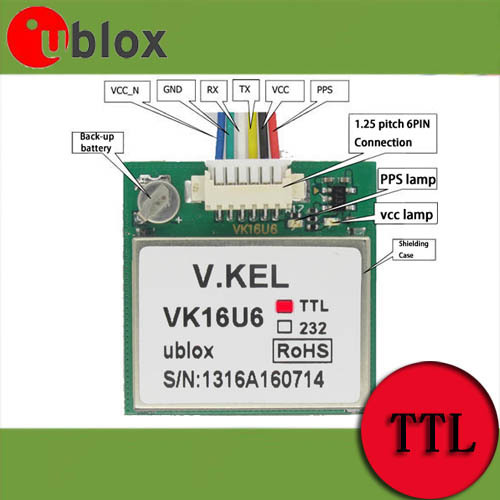 ublox
VCC_N
GND
RX
TX
VCC
PPS
1.25 pitch 6PIN
Connection
Back-up
battery
PPS lamp
vcc lamp
VK16U6
Shielding
Case
V.KEL
VK16U6
TTL
232
ublox
RoHS
S/N:1316A160714
TTL